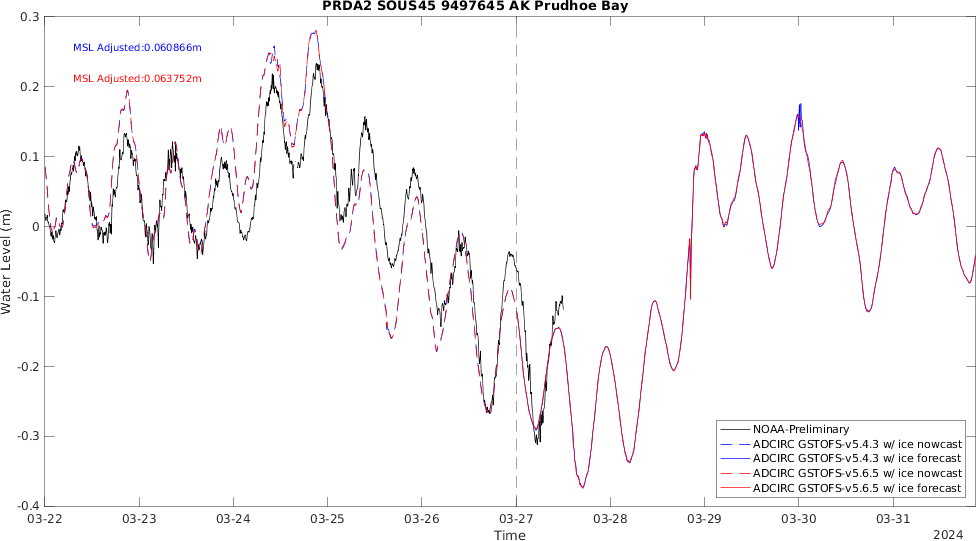 PRDA2 SOUS45 9497645 AK Prudhoe Bay
0.3
MSL Adjusted:0.060866m
MSL Adjusted:0.063752m
0.2
0.1
0
-0.1
-0.2
-0.3
-0.4
Water Level (m)
NOAA-Preliminary
ADCIRC GSTOFS-v5.4.3 w/ ice nowcast
ADCIRC GSTOFS-v5.4.3 w/ ice forecast
ADCIRC GSTOFS-v5.6.5 w/ ice nowcast
ADCIRC GSTOFS-v5.6.5 w/ ice forecast
03-22 03-23 03-24 03-25 03-26 03-27 03-28 03-29 03-30 03-31
Time
2024